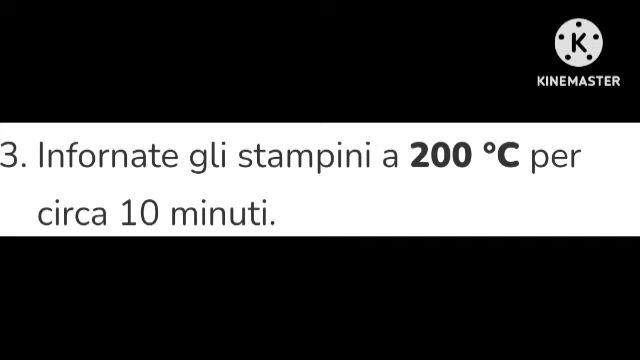 KINEMASTER
3. Infornate gli stampini a 200 °C per
circa 10 minuti.